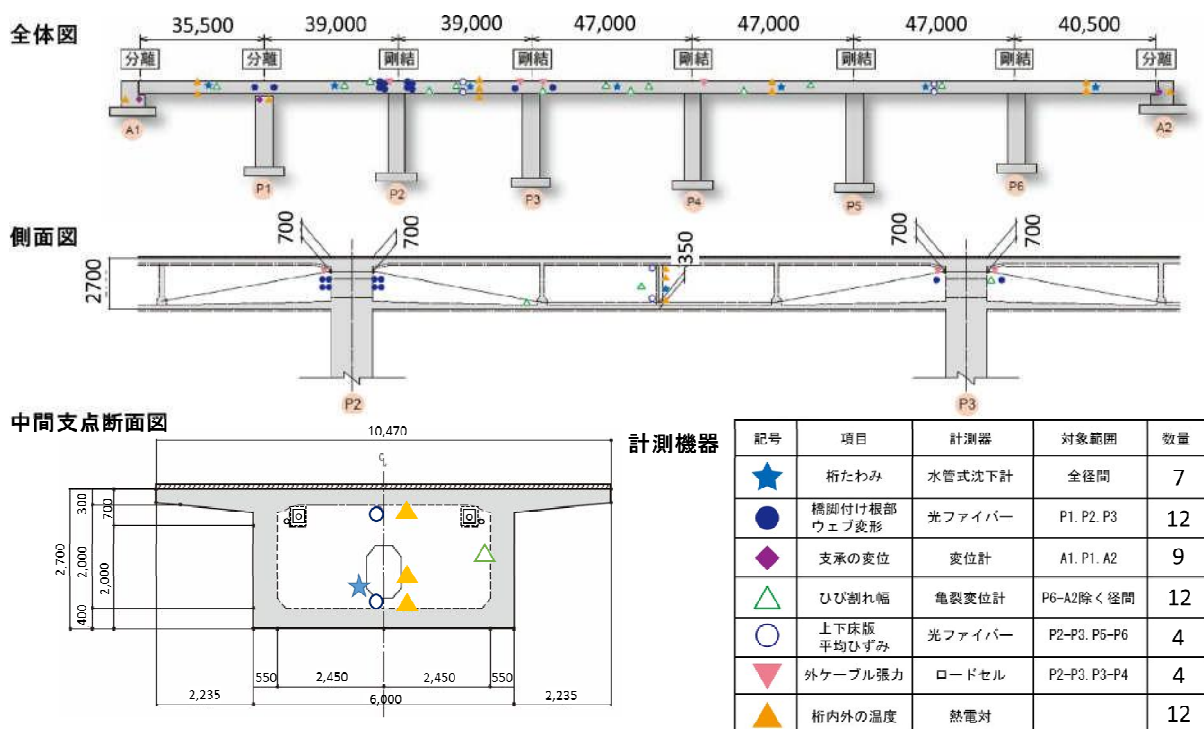 全体図
35,500 39,000 39,000 47,000 47,000 47,000 40,500
分離 分離 剛結 剛結 剛結 剛結 剛結 分離
A1 P1 P2 P3 P4 P5 P6 A2
側面図
700 700 350 700 700
2700
P2 P3
中間支点断面図
10,470
℄
2,700 300 2,000 400 700 2,000
550 2,450 2,450 550
2,235 6,000 2,235
計測機器
記号 項目 計測器 対象範囲 数量
桁たわみ 水管式沈下計 全径間 7
橋脚付け根部
ウェブ変形 光ファイバー P1.P2.P3 12
支承の変位 変位計 A1.P1.A2 9
ひび割れ幅 亀裂変位計 P6-A2除く径間 12
上下床版
平均ひずみ 光ファイバー P2-P3.P5-P6 4
外ケーブル張力 ロードセル P2-P3.P3-P4 4
桁内外の温度 熱電対 12